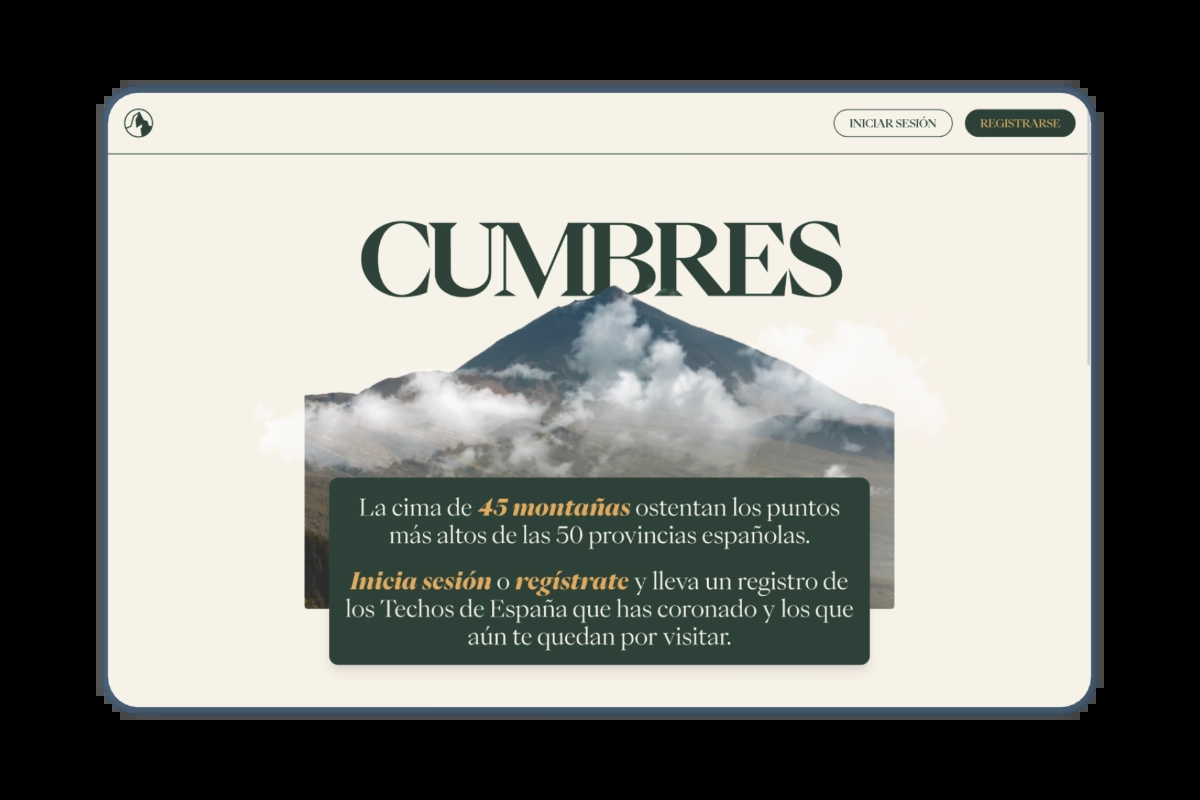 INICIAR SESIÓN
REGISTRARSE
CUMBRES
La cima de 45 montañas ostentan los puntos
más altos de las 50 provincias españolas.
Inicia sesión o regístrate y lleva un registro de
los Techos de España que has coronado y los que
aún te quedan por visitar.